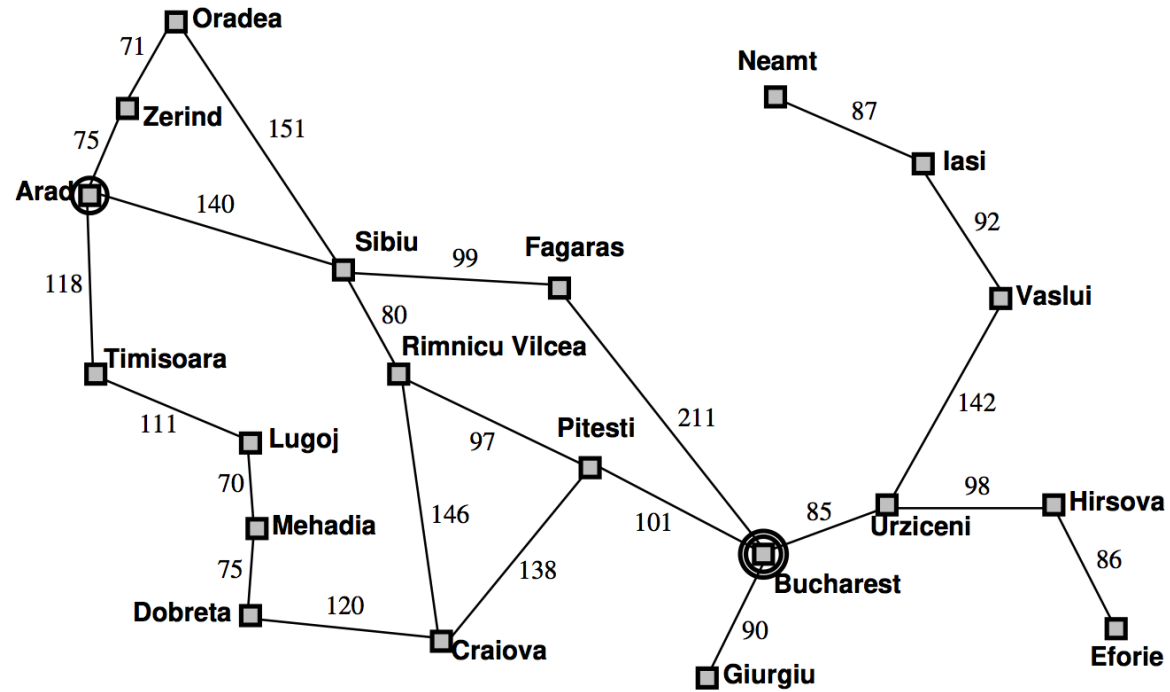 Oradea
71
Neamt
Zerind
87
151
75
Iasi
Arad
140
92
Sibiu
Fagaras
99
118
Vaslui
80
Rimnicu Vilcea
Timisoara
142
211
111
Pitesti
Lugoj
97
70
98
Hirsova
85
146
101
Mehadia
Urziceni
86
75
138
Bucharest
Dobreta
120
90
Craiova
Eforie
Giurgiu